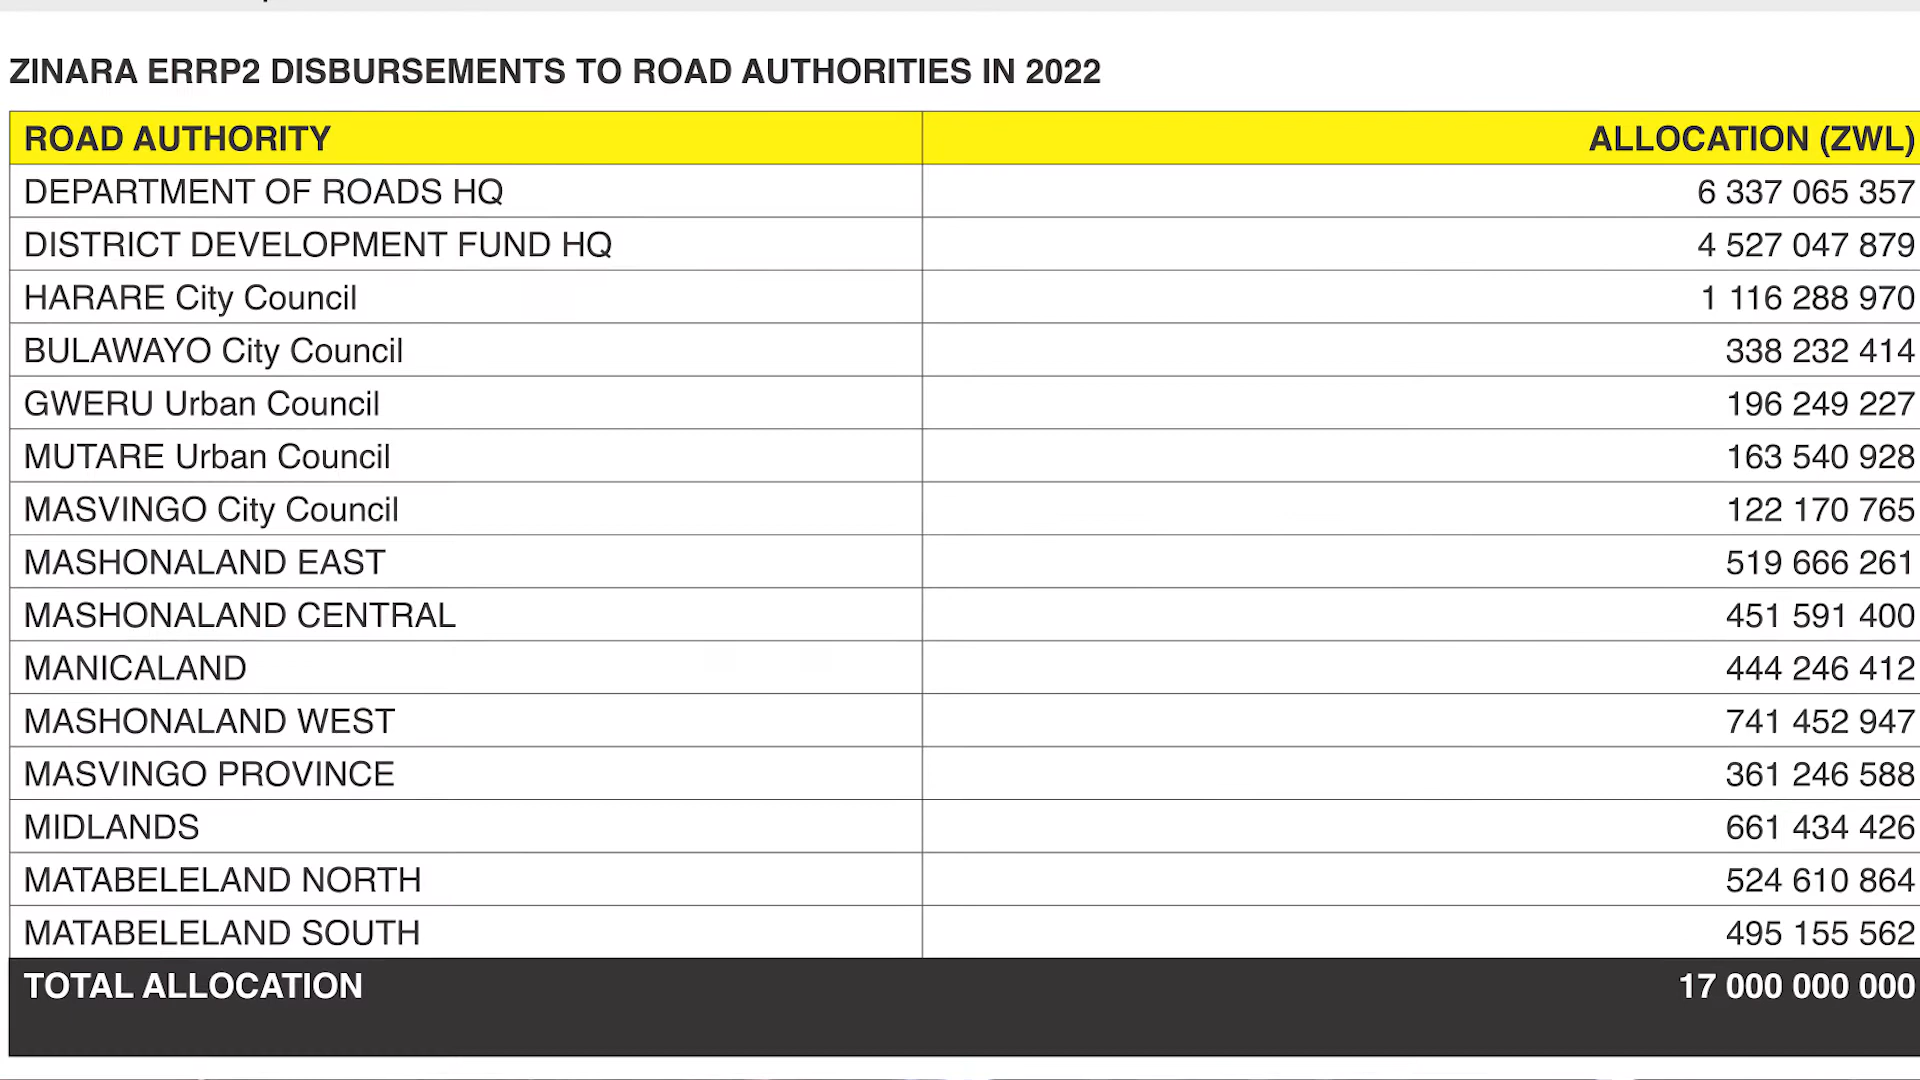 ZINARA ERRP2 DISBURSEMENTS TO ROAD AUTHORITIES IN 2022
ROAD AUTHORITY ALLOCATION (ZWL)
DEPARTMENT OF ROADS HQ 6 337 065 357
DISTRICT DEVELOPMENT FUND HQ 4 527 047 879
HARARE City Council 1 116 288 970
BULAWAYO City Council 338 232 414
GWERU Urban Council 196 249 227
MUTARE Urban Council 163 540 928
MASVINGO City Council 122 170 765
MASHONALAND EAST 519 666 261
MASHONALAND CENTRAL 451 591 400
MANICALAND 444 246 412
MASHONALAND WEST 741 452 947
MASVINGO PROVINCE 361 246 588
MIDLANDS 661 434 426
MATABELELAND NORTH 524 610 864
MATABELELAND SOUTH 495 155 562
TOTAL ALLOCATION 17 000 000 000